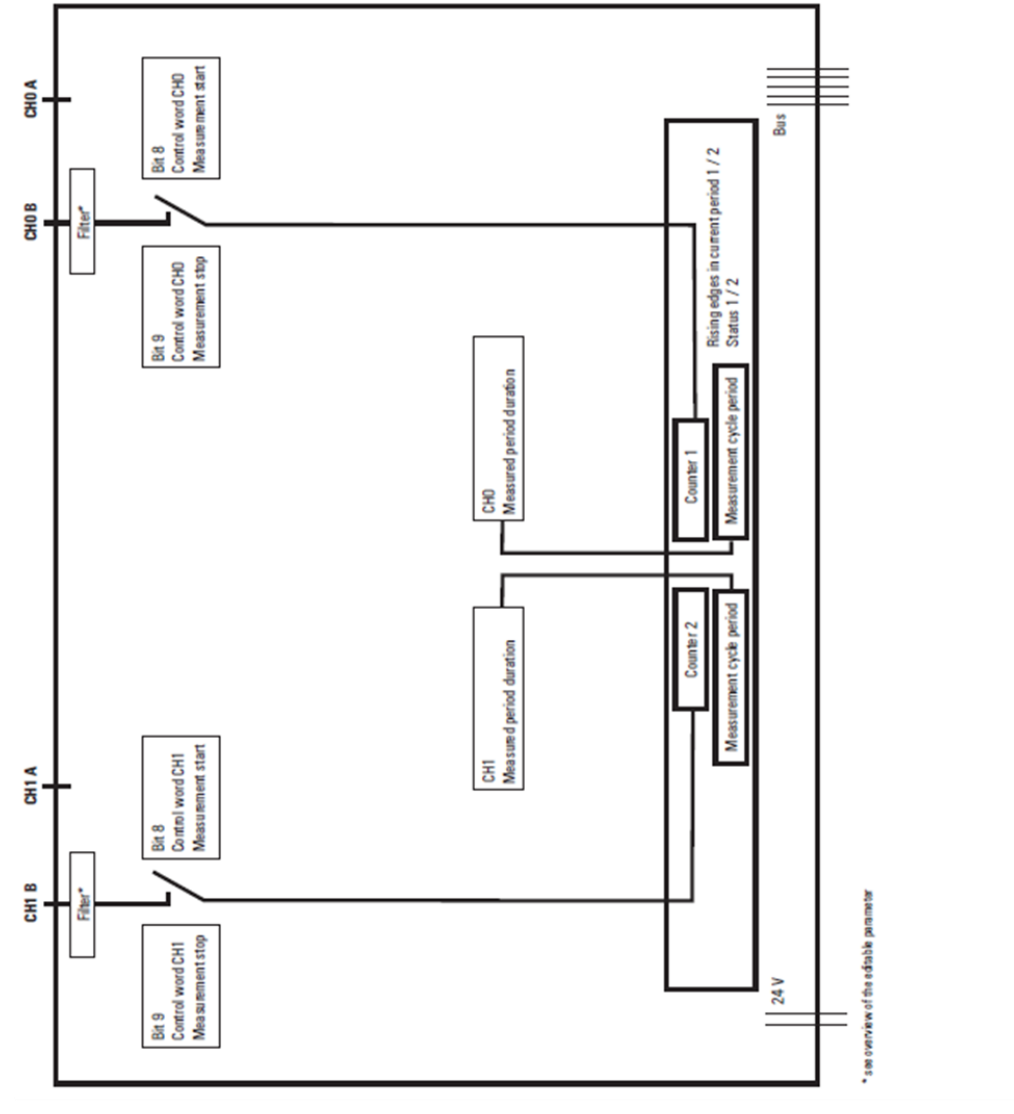 CH1 B
CH1 A
CH0 B
CH0 A
Filter*
Filter*
Bit 9
Control word CH1
Measurement stop
Bit 8
Control word CH1
Measurement start
Bit 9
Control word CH0
Measurement stop
Bit 8
Control word CH0
Measurement start
CH1
Measured period duration
CH0
Measured period duration
Counter 2
Counter 1
Measurement cycle period
Measurement cycle period
Rising edges in current period 1 / 2
Status 1 / 2
24 V
Bus
* see overview of the editable parameter